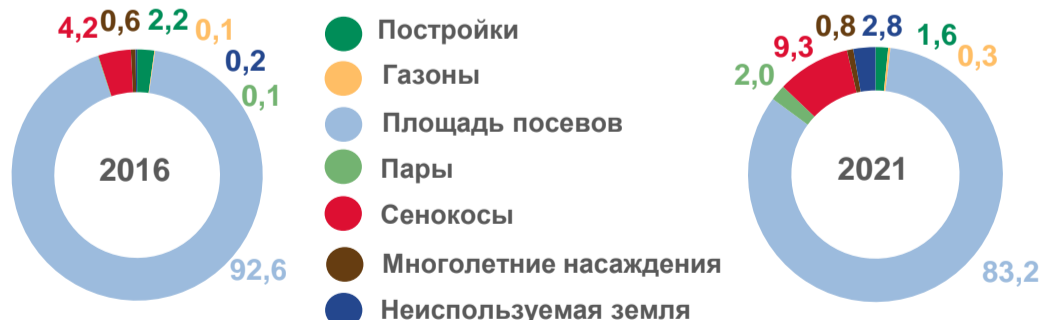 4,2 0,6 2,2 0,1
0,2
0,1
2016
92,6
Постройки
Газоны
Площадь посевов
Пары
Сенокосы
Многолетние насаждения
Неиспользуемая земля
0,8 2,8 1,6
9,3 0,3
2,0
2021
83,2